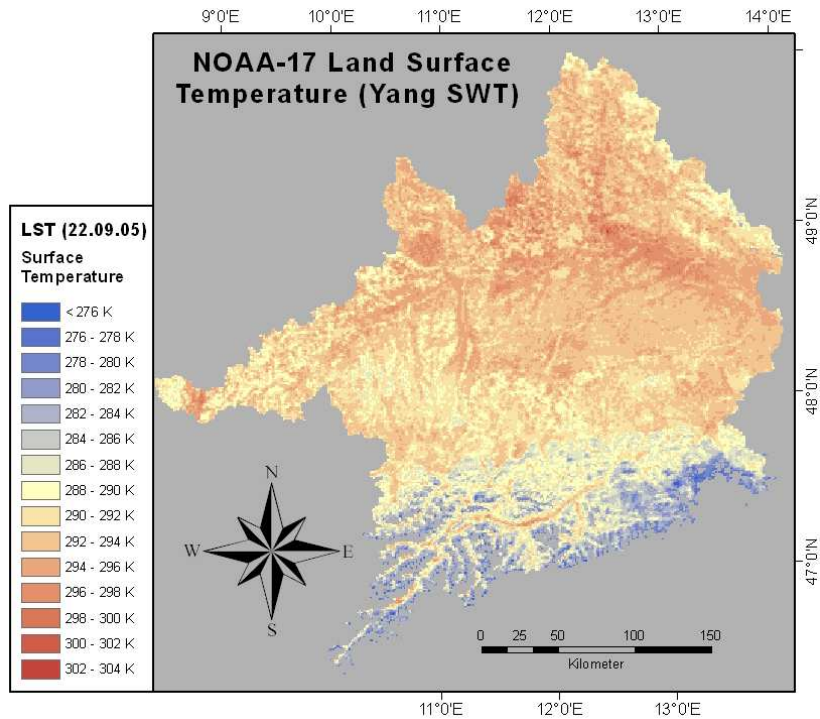 9°0'E 10°0'E 11°0'E 12°0'E 13°0'E 14°0'E
NOAA-17 Land Surface
Temperature (Yang SWT)
LST (22.09.05)
Surface
Temperature
< 276 K
276 - 278 K
278 - 280 K
280 - 282 K
282 - 284 K
284 - 286 K
286 - 288 K
288 - 290 K
290 - 292 K
292 - 294 K
294 - 296 K
296 - 298 K
298 - 300 K
300 - 302 K
302 - 304 K
N
W
E
S
0 25 50 100 150
Kilometer
49°0'N
48°0'N
47°0'N
11°0'E 12°0'E 13°0'E